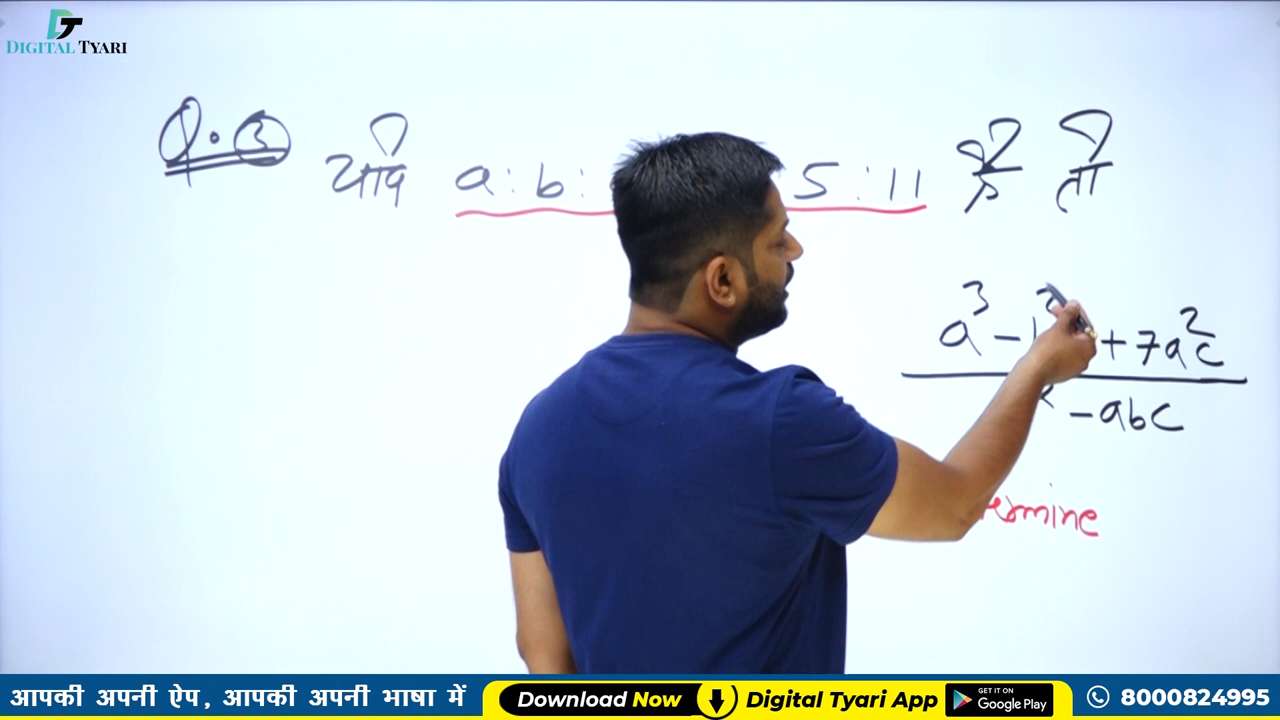 DT
DIGITAL TYARI
Q. 3 यदि a : b : 5 : 11 है तो
a³ - + 7a²c
- abc
आपकी अपनी ऐप, आपकी अपनी भाषा में Download Now Digital Tyari App GET IT ON Google Play 8000824995